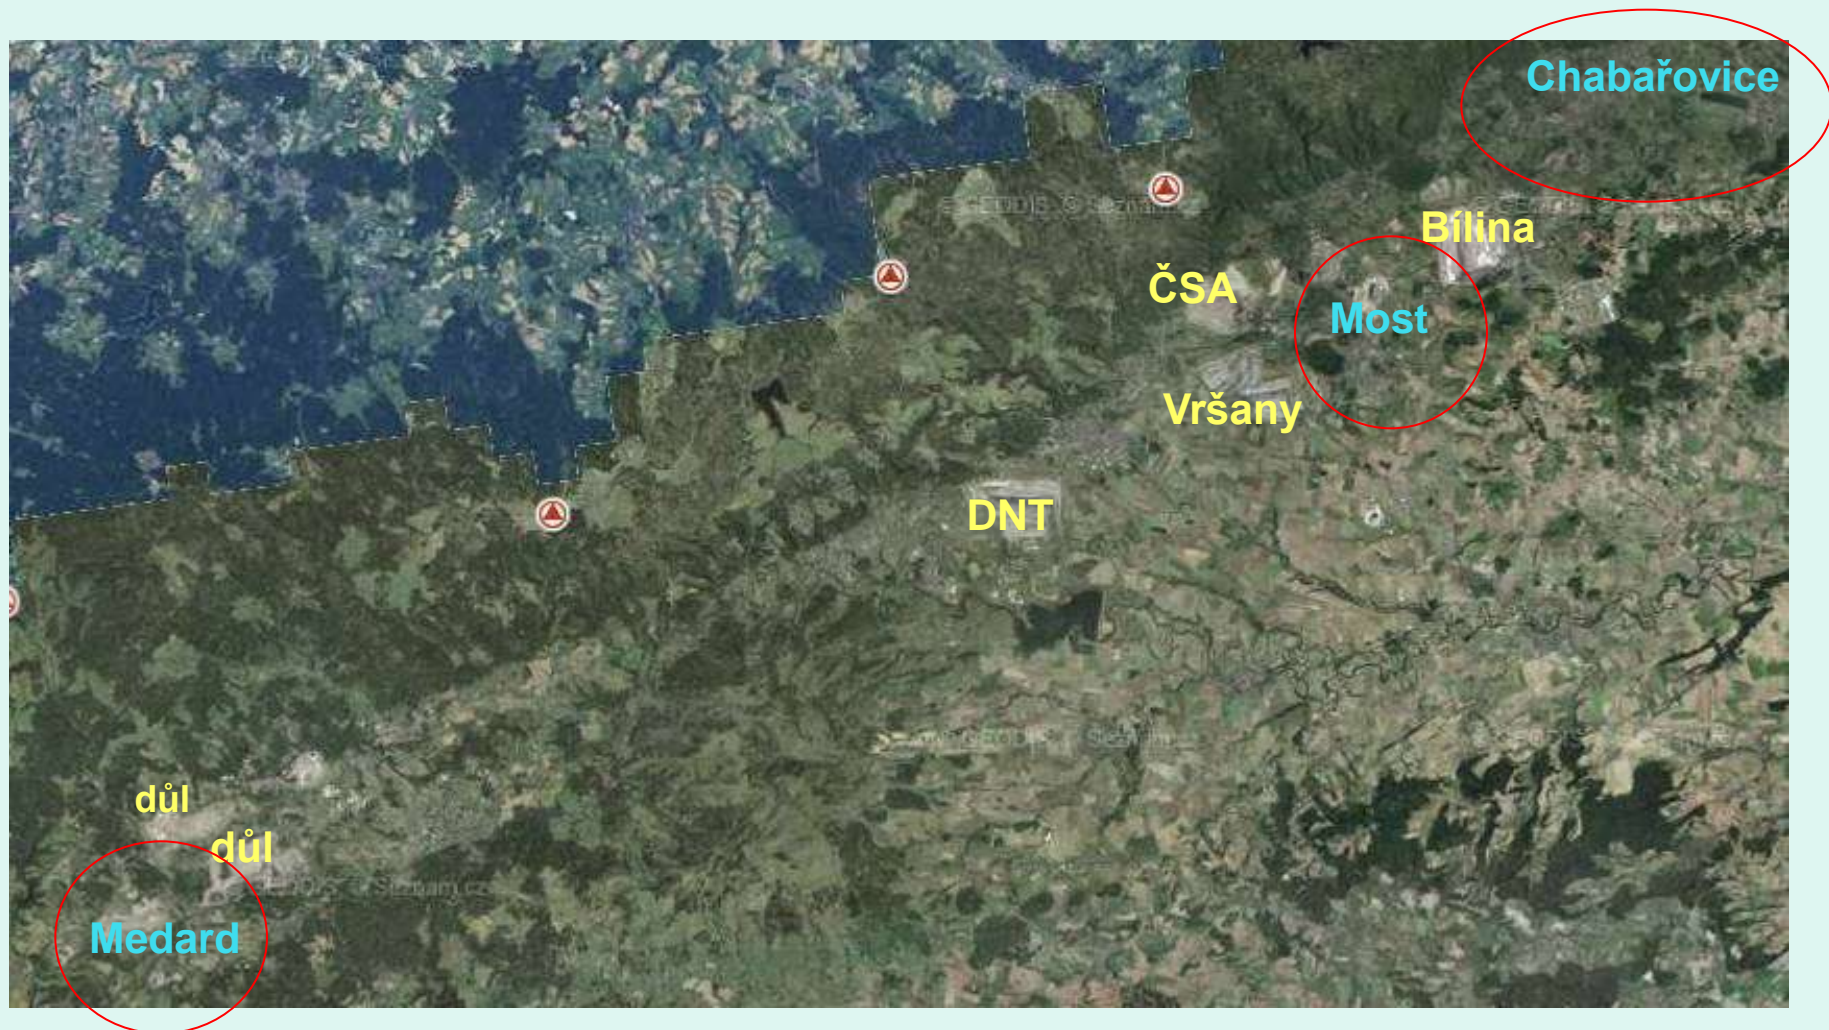 Chabařovice
Bílina
ČSA
Most
Vršany
DNT
důl
důl
Medard